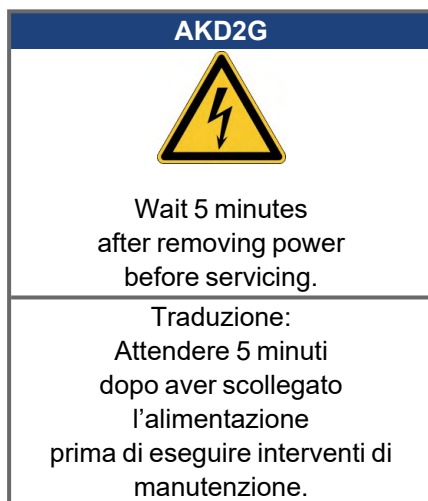 AKD2G
Wait 5 minutes
after removing power
before servicing.
Traduzione:
Attendere 5 minuti
dopo aver scollegato
l’alimentazione
prima di eseguire interventi di
manutenzione.